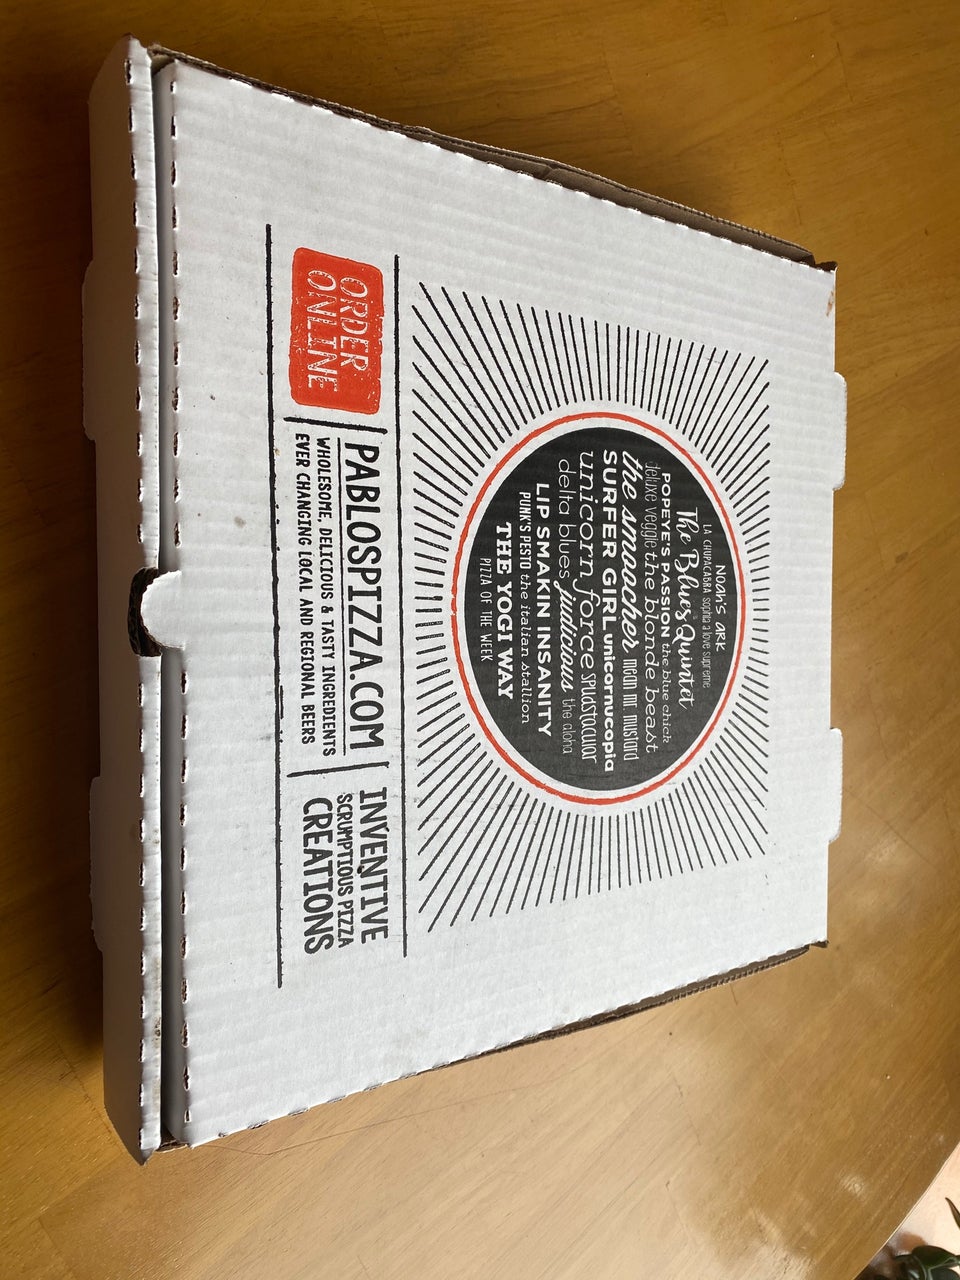 Noah's ark
LA CHUPACABRA sophia a love supreme
The Blues Quintet
POPEYE'S PASSION the blue chick
deluxe veggie the blonde beast
the smoocher mean mr mustard
SURFER GIRL unicornucopia
unicorn force spudstacular
delta blues judicious the aloha
LIP SMAKIN INSANITY
PUNK'S PESTO the italian stallion
THE YOGI WAY
PIZZA OF THE WEEK
ORDER
ONLINE
PABLOSPIZZA.COM
WHOLESOME, DELICIOUS & TASTY INGREDIENTS
EVER CHANGING LOCAL AND REGIONAL BEERS
INVENTIVE
SCRUMPTIOUS PIZZA
CREATIONS